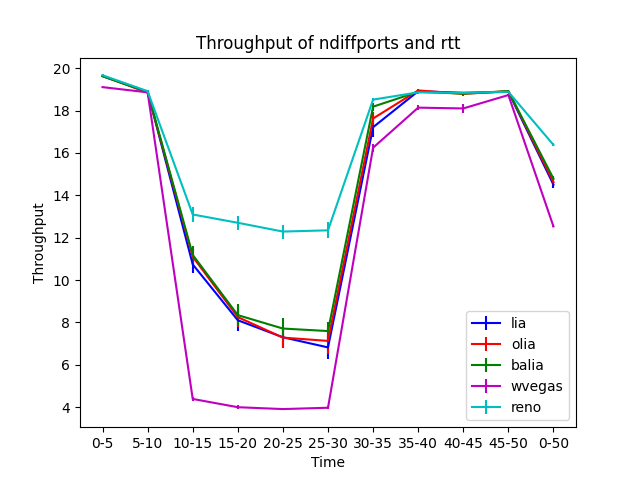 Throughput of ndiffports and rtt
Throughput
20
18
16
14
12
10
8
6
4
0-5 5-10 10-15 15-20 20-25 25-30 30-35 35-40 40-45 45-50 0-50
Time
lia
olia
balia
wvegas
reno